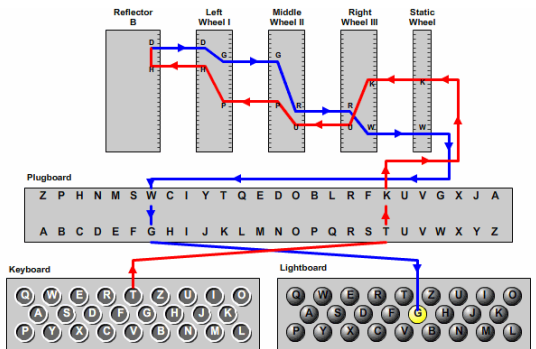 Reflector B
Left Wheel I
Middle Wheel II
Right Wheel III
Static Wheel
D D
G G
H H
K K
P P
R R
U U
W W
Plugboard
Z P H N M S W C I Y T Q E D O B L R F K U V G X J A
A B C D E F G H I J K L M N O P Q R S T U V W X Y Z
Keyboard
Q W E R T Z U I O
A S D F G H J K
P Y X C V B N M L
Lightboard
Q W E R T Z U I O
A S D F G H J K
P Y X C V B N M L